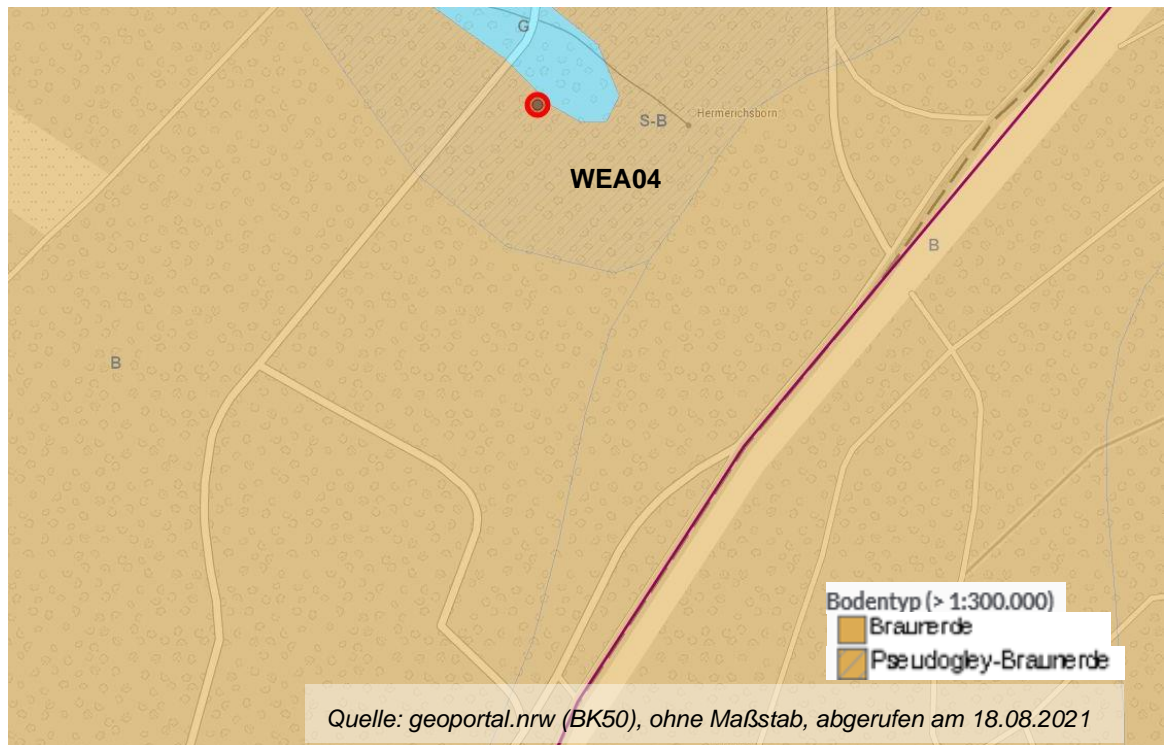 G
S-B
Hermerichsborn
WEA04
B
B
Bodentyp (> 1:300.000)
Braunerde
Pseudogley-Braunerde
Quelle: geoportal.nrw (BK50), ohne Maßstab, abgerufen am 18.08.2021